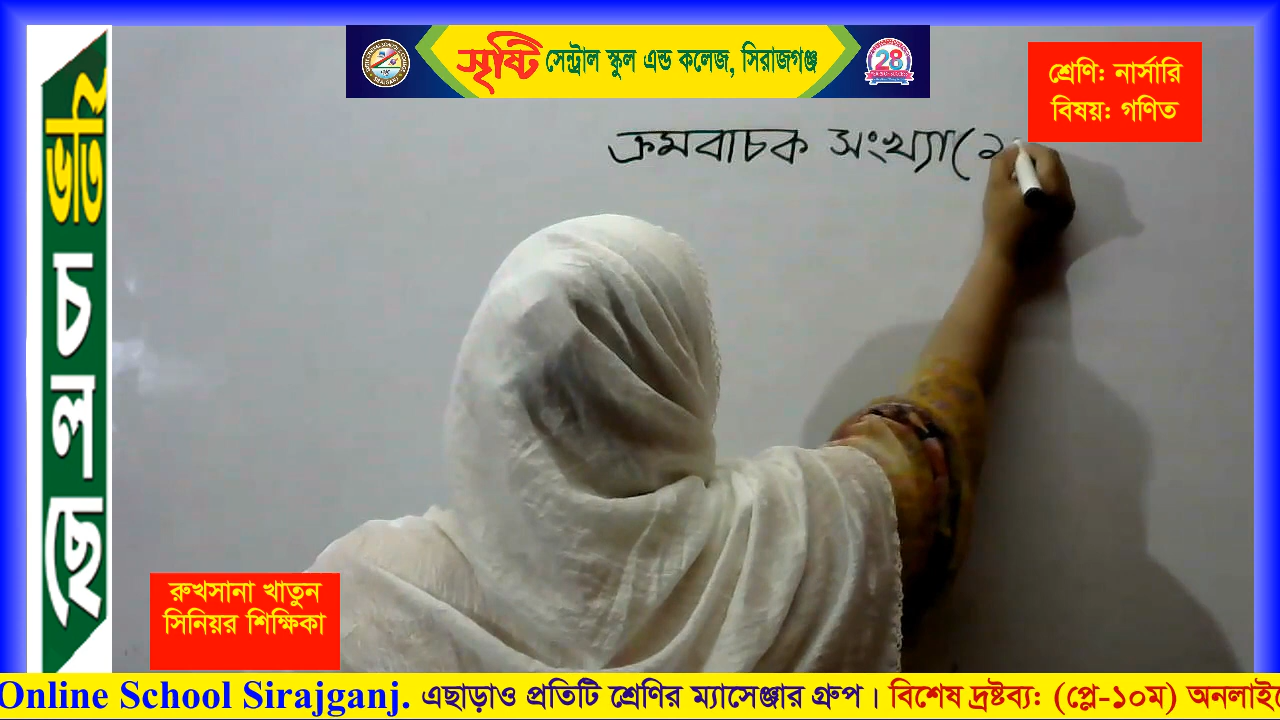 সৃষ্টি সেন্ট্রাল স্কুল এন্ড কলেজ, সিরাজগঞ্জ
28
শ্রেণি: নার্সারি
বিষয়: গণিত
ক্রমবাচক সংখ্যা (১
ভর্তি চলছে
রুখসানা খাতুন
সিনিয়র শিক্ষিকা
Online School Sirajganj. এছাড়াও প্রতিটি শ্রেণির ম্যাসেঞ্জার গ্রুপ। বিশেষ দ্রষ্টব্য: (প্লে-১০ম)